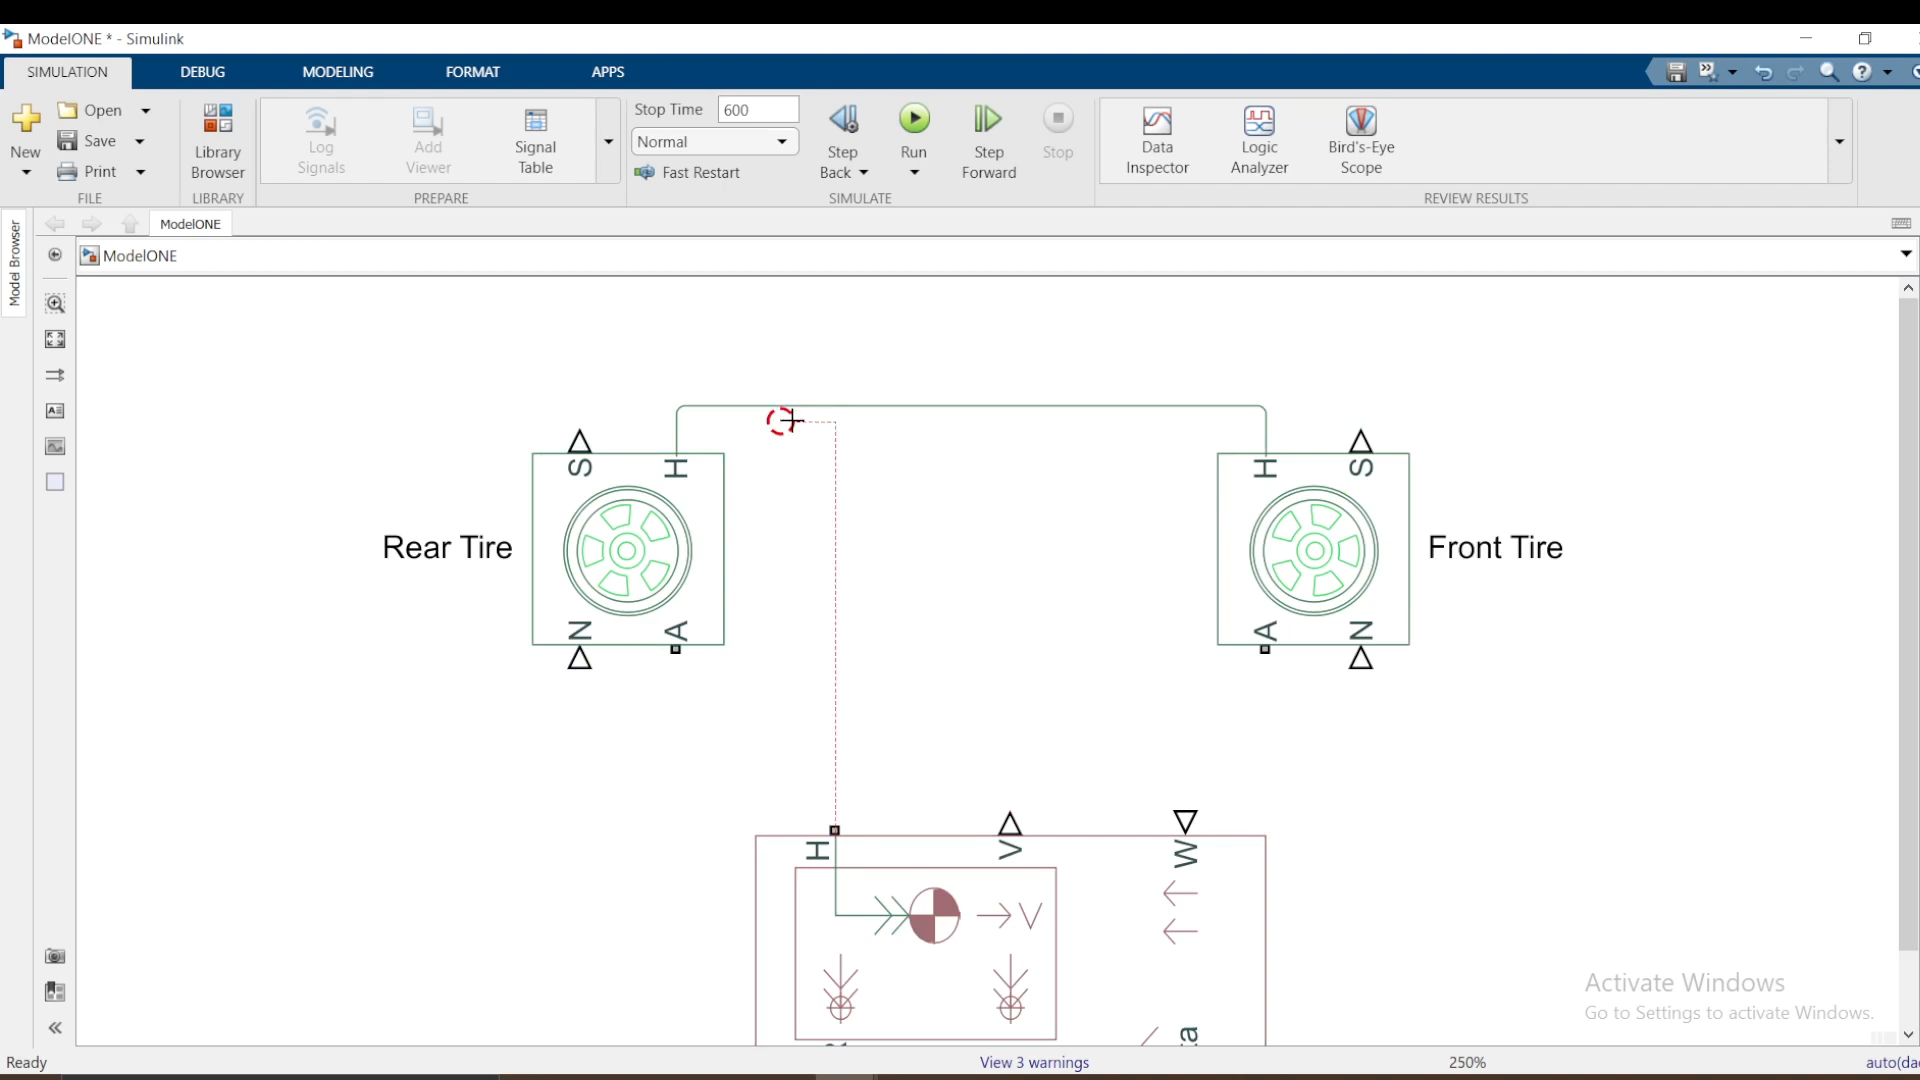 ModelONE * - Simulink
SIMULATION DEBUG MODELING FORMAT APPS
New
Open
Save
Print
FILE
Library
Browser
LIBRARY
Log
Signals
Add
Viewer
Signal
Table
PREPARE
Stop Time 600
Normal
Fast Restart
Step
Back
Run
Step
Forward
Stop
SIMULATE
Data
Inspector
Logic
Analyzer
Bird's-Eye
Scope
REVIEW RESULTS
Model Browser
ModelONE
ModelONE
S H
Rear Tire
N A
H S
Front Tire
A N
H V W
V
Activate Windows
Go to Settings to activate Windows.
Ready View 3 warnings 250%